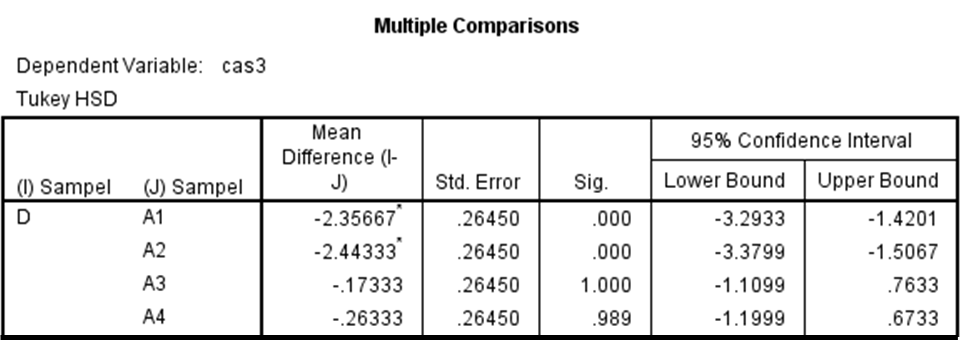 Multiple Comparisons
Dependent Variable: cas3
Tukey HSD
(I) Sampel (J) Sampel Mean Difference (I-J) Std. Error Sig. 95% Confidence Interval Lower Bound Upper Bound
D A1 -2.35667* .26450 .000 -3.2933 -1.4201
A2 -2.44333* .26450 .000 -3.3799 -1.5067
A3 -.17333 .26450 1.000 -1.1099 .7633
A4 -.26333 .26450 .989 -1.1999 .6733